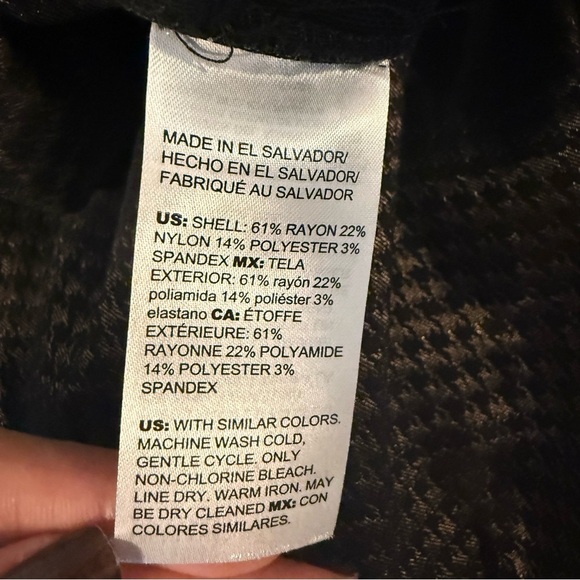 MADE IN EL SALVADOR/
HECHO EN EL SALVADOR/
FABRIQUÉ AU SALVADOR
US: SHELL: 61% RAYON 22%
NYLON 14% POLYESTER 3%
SPANDEX MX: TELA
EXTERIOR: 61% rayón 22%
poliamida 14% poliéster 3%
elastano CA: ÉTOFFE
EXTÉRIEURE: 61%
RAYONNE 22% POLYAMIDE
14% POLYESTER 3%
SPANDEX
US: WITH SIMILAR COLORS.
MACHINE WASH COLD,
GENTLE CYCLE. ONLY
NON-CHLORINE BLEACH.
LINE DRY. WARM IRON. MAY
BE DRY CLEANED MX: CON
COLORES SIMILARES.